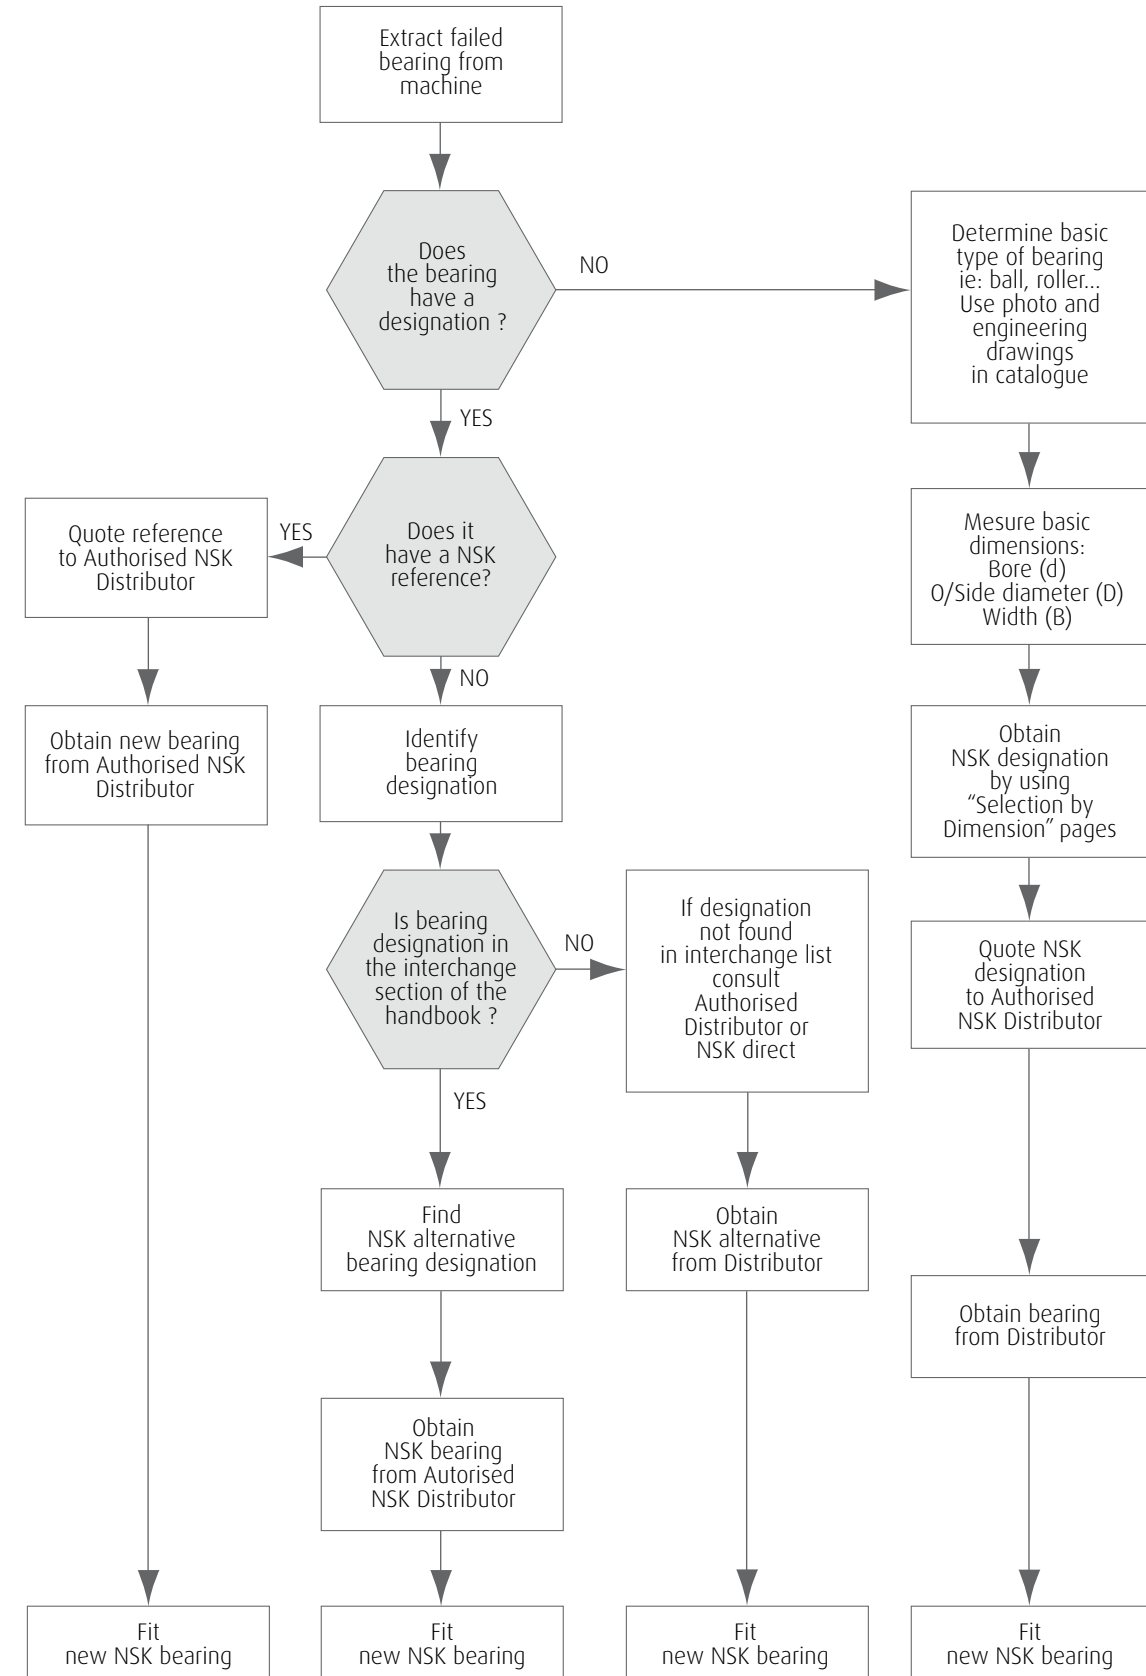 Extract failed
bearing from
machine
Does
the bearing
have a
designation ?
NO
Determine basic
type of bearing
ie: ball, roller...
Use photo and
engineering
drawings
in catalogue
YES
Quote reference
to Authorised NSK
Distributor
YES
Does it
have a NSK
reference?
Mesure basic
dimensions:
Bore (d)
O/Side diameter (D)
Width (B)
NO
Obtain new bearing
from Authorised NSK
Distributor
Identify
bearing
designation
Obtain
NSK designation
by using
“Selection by
Dimension” pages
Is bearing
designation in
the interchange
section of the
handbook ?
NO
If designation
not found
in interchange list
consult
Authorised
Distributor or
NSK direct
Quote NSK
designation
to Authorised
NSK Distributor
YES
Find
NSK alternative
bearing designation
Obtain
NSK alternative
from Distributor
Obtain bearing
from Distributor
Obtain
NSK bearing
from Autorised
NSK Distributor
Fit
new NSK bearing
Fit
new NSK bearing
Fit
new NSK bearing
Fit
new NSK bearing